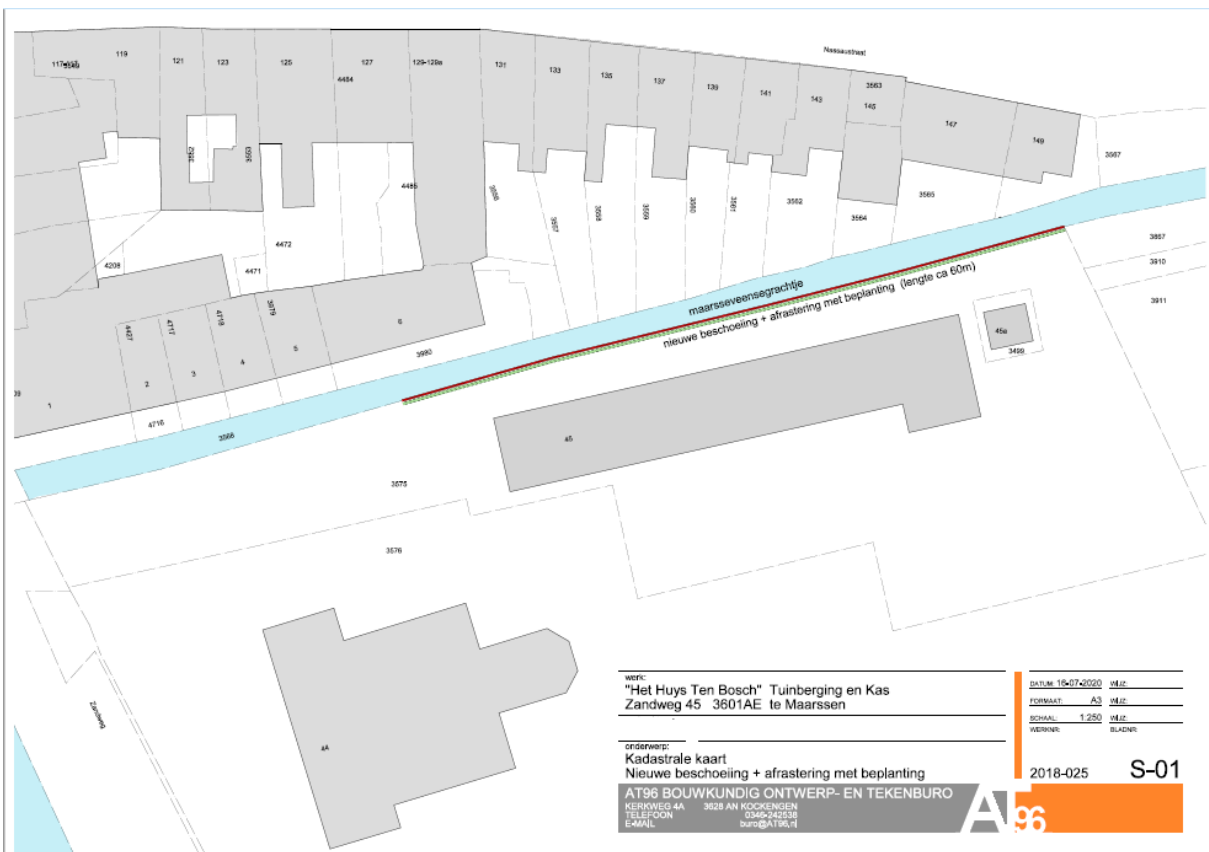 Nassaustraat
119
121
123
125
127
129-129a
131
133
135
137
139
141
143
3563
145
147
149
4484
3567
3552
3553
4486
3556
3557
3558
3559
3560
3561
3562
3564
3565
4472
4471
4208
3867
3910
3911
maarsseveensegrachtje
nieuwe beschoeiing + afrastering met beplanting (lengte ca 60m)
4427
4717
4718
3979
6
5
4
3
2
1
3980
4716
3566
45a
3499
45
3575
3576
4A
Zandweg
werk:
"Het Huys Ten Bosch" Tuinberging en Kas
Zandweg 45 3601AE te Maarssen
onderwerp:
Kadastrale kaart
Nieuwe beschoeiing + afrastering met beplanting
DATUM: 16-07-2020 WIJZ:
FORMAAT: A3 WIJZ:
SCHAAL: 1:250 WIJZ:
WERKNR: BLADNR:
2018-025 S-01
AT96 BOUWKUNDIG ONTWERP- EN TEKENBURO
KERKWEG 4A 3628 AN KOCKENGEN
TELEFOON 0346-242538
E-MAIL buro@AT96.nl
AT96